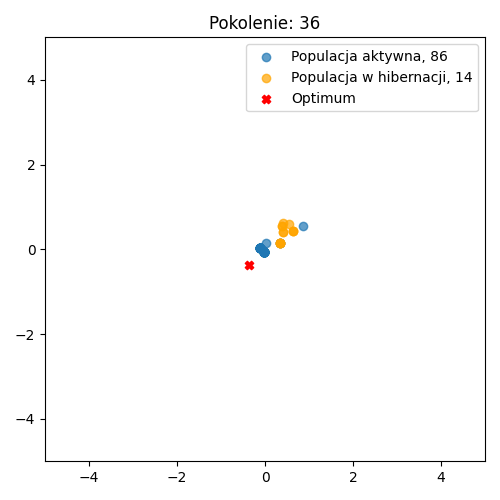 Pokolenie: 36
Populacja aktywna, 86
Populacja w hibernacji, 14
Optimum
4
2
0
−2
−4
−4
−2
0
2
4